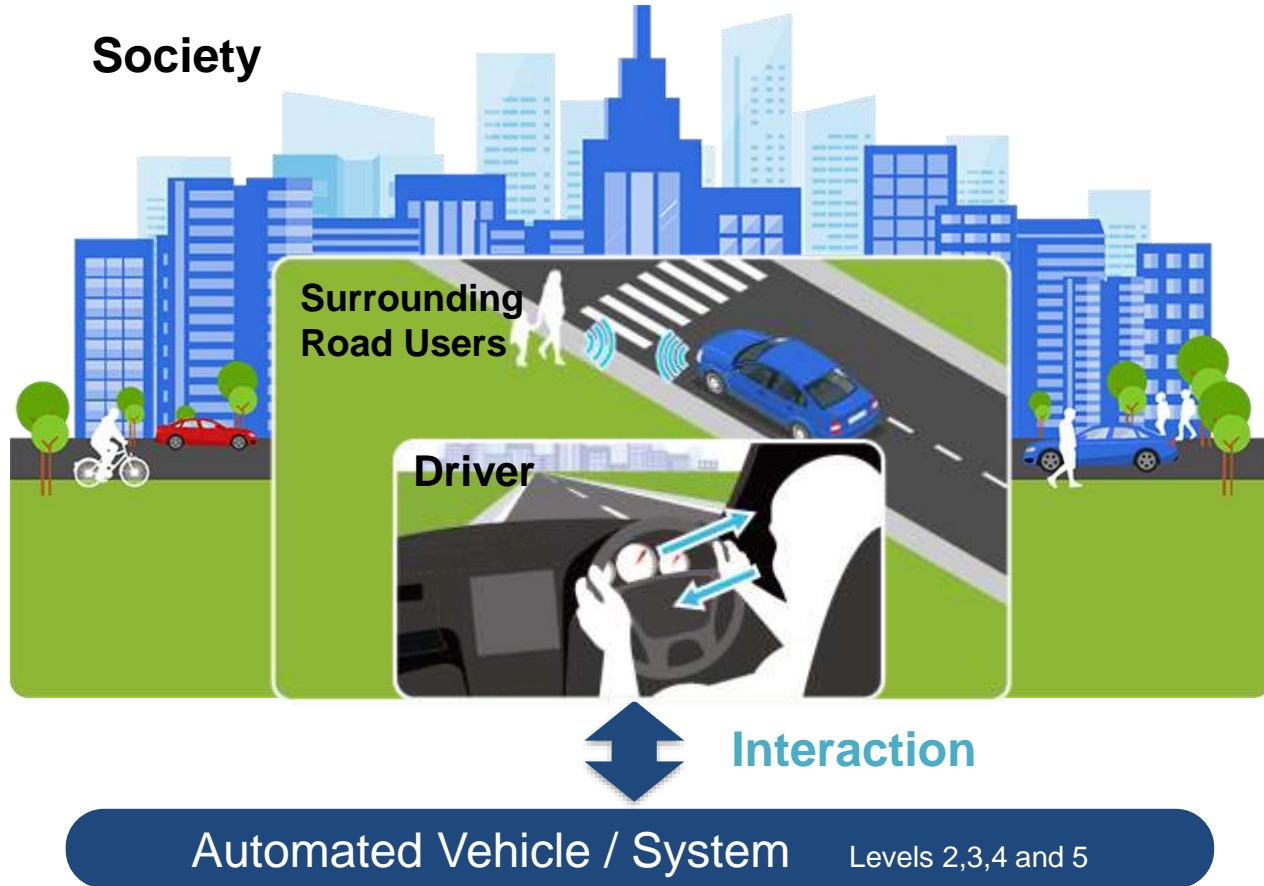 Society
Surrounding
Road Users
Driver
Interaction
Automated Vehicle / System Levels 2,3,4 and 5